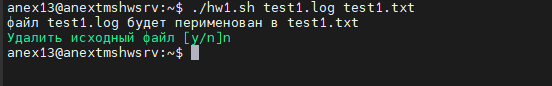 anex13@anextmshwsrv:~$ ./hw1.sh test1.log test1.txt
файл test1.log будет перименован в test1.txt
Удалить исходный файл [y/n]n
anex13@anextmshwsrv:~$